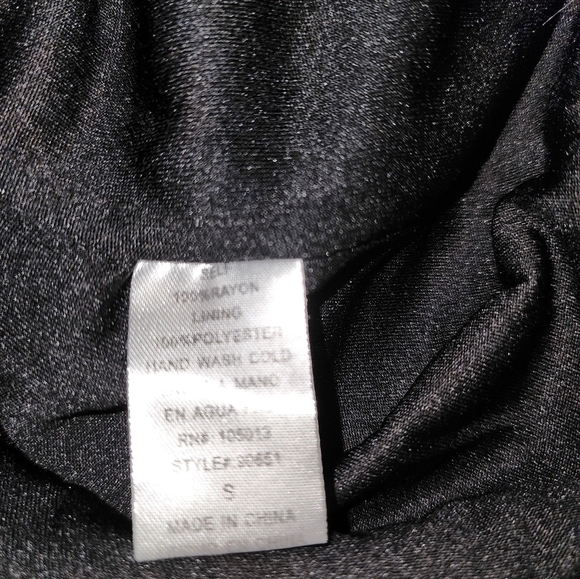 SELF
100%RAYON
LINING
100%POLYESTER
HAND WASH COLD
A MANO
EN AGUA
RN#: 105013
STYLE# 30651
S
MADE IN CHINA